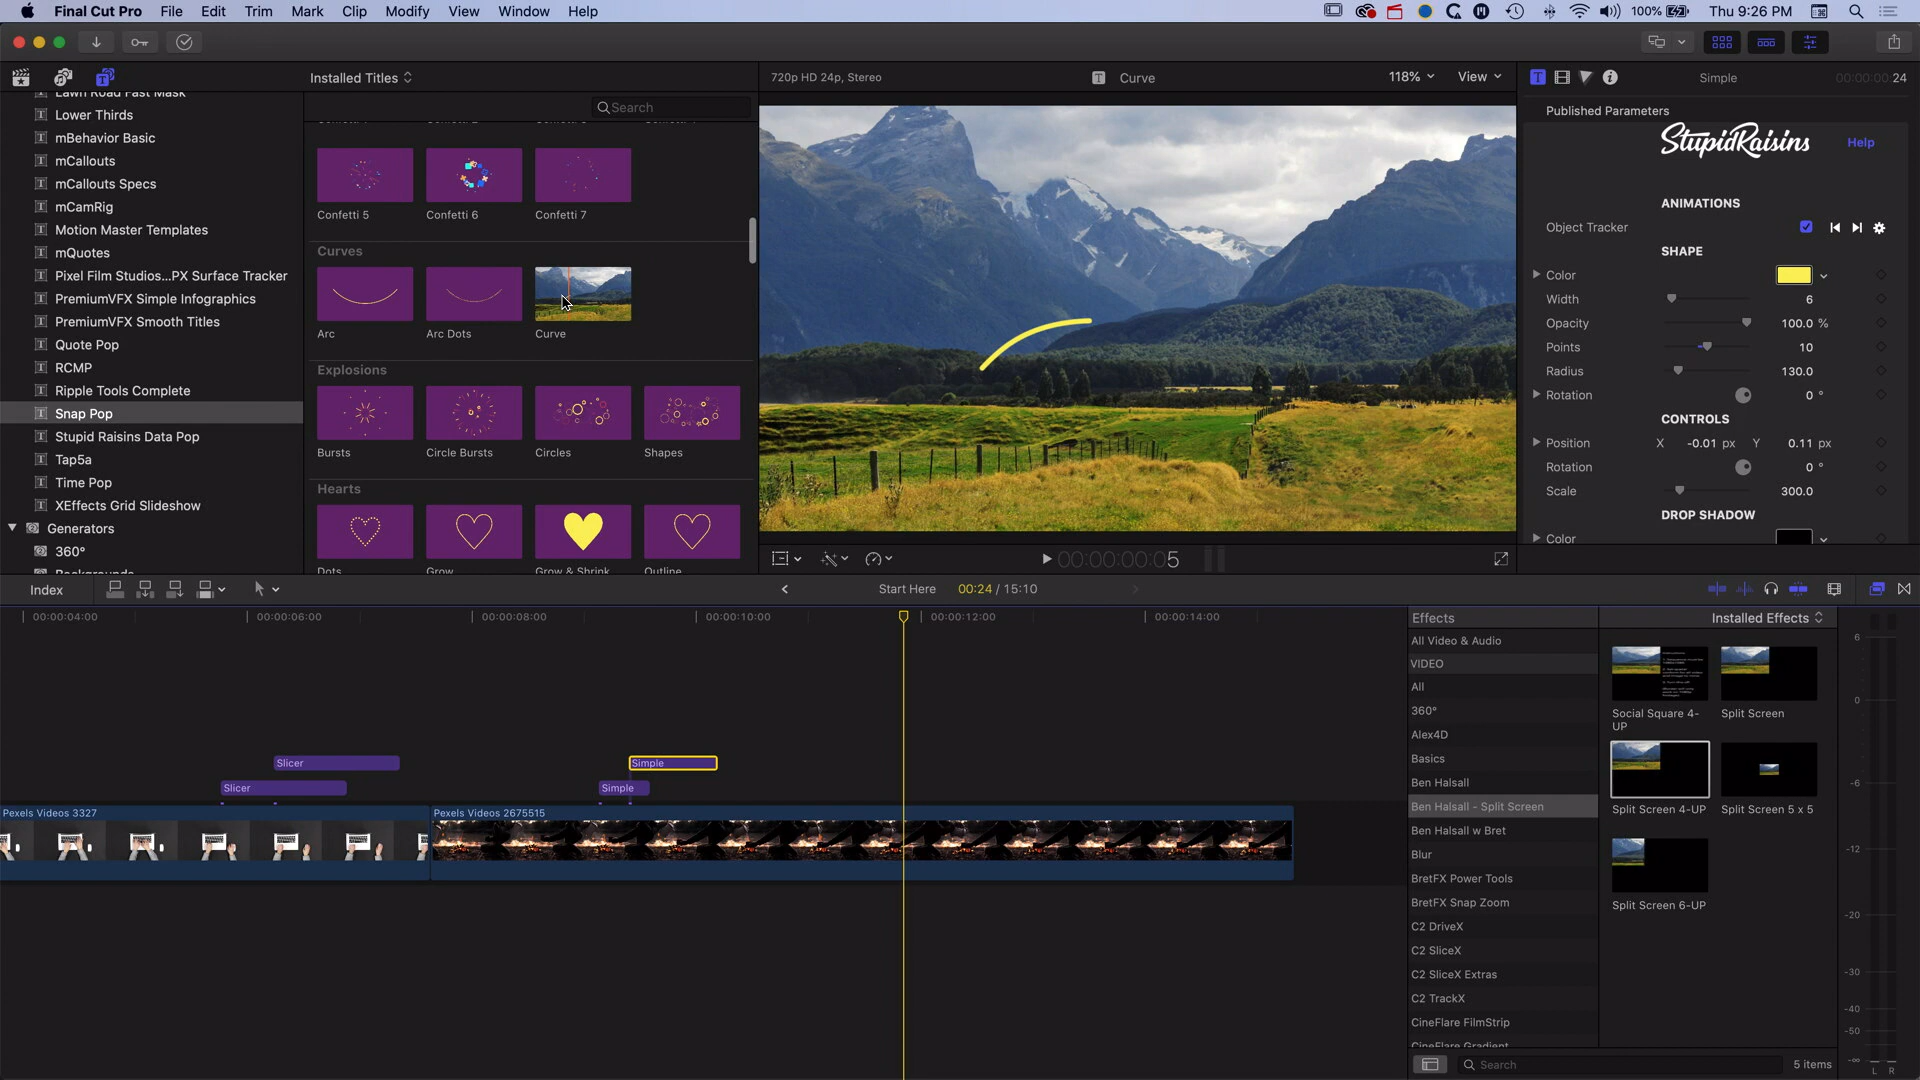 Final Cut Pro File Edit Trim Mark Clip Modify View Window Help 100% Thu 9:26 PM
Installed Titles
720p HD 24p, Stereo Curve 118% View
Simple 00:00:00:00:24
Search
Lower Thirds
mBehavior Basic
mCallouts
mCallouts Specs
mCamRig
Motion Master Templates
mQuotes
Pixel Film Studios...PX Surface Tracker
PremiumVFX Simple Infographics
PremiumVFX Smooth Titles
Quote Pop
RCMP
Ripple Tools Complete
Snap Pop
Stupid Raisins Data Pop
Tap5a
Time Pop
XEffects Grid Slideshow
Generators
360°
Confetti 5 Confetti 6 Confetti 7
Curves
Arc Arc Dots Curve
Explosions
Bursts Circle Bursts Circles Shapes
Hearts
Dots Grow Grow & Shrink Outline
00:00:00:05
Published Parameters
StupidRaisins Help
ANIMATIONS
Object Tracker
SHAPE
Color
Width 6
Opacity 100.0 %
Points 10
Radius 130.0
Rotation 0 °
CONTROLS
Position X -0.01 px Y 0.11 px
Rotation 0 °
Scale 300.0
DROP SHADOW
Color
Index
Start Here 00:24 / 15:10
00:00:04:00 00:00:06:00 00:00:08:00 00:00:10:00 00:00:12:00 00:00:14:00
Slicer Simple
Slicer Simple
Pexels Videos 3327 Pexels Videos 2675515
Effects Installed Effects
All Video & Audio
VIDEO
All
360°
Alex4D
Basics
Ben Halsall
Ben Halsall - Split Screen
Ben Halsall w Bret
Blur
BretFX Power Tools
BretFX Snap Zoom
C2 DriveX
C2 SliceX
C2 SliceX Extras
C2 TrackX
CineFlare FilmStrip
CineFlare Gradient
Social Square 4-UP Split Screen
Split Screen 4-UP Split Screen 5 x 5
Split Screen 6-UP
Search 5 items
6
0
-6
-12
-20
-30
-40
-50
-∞
L R